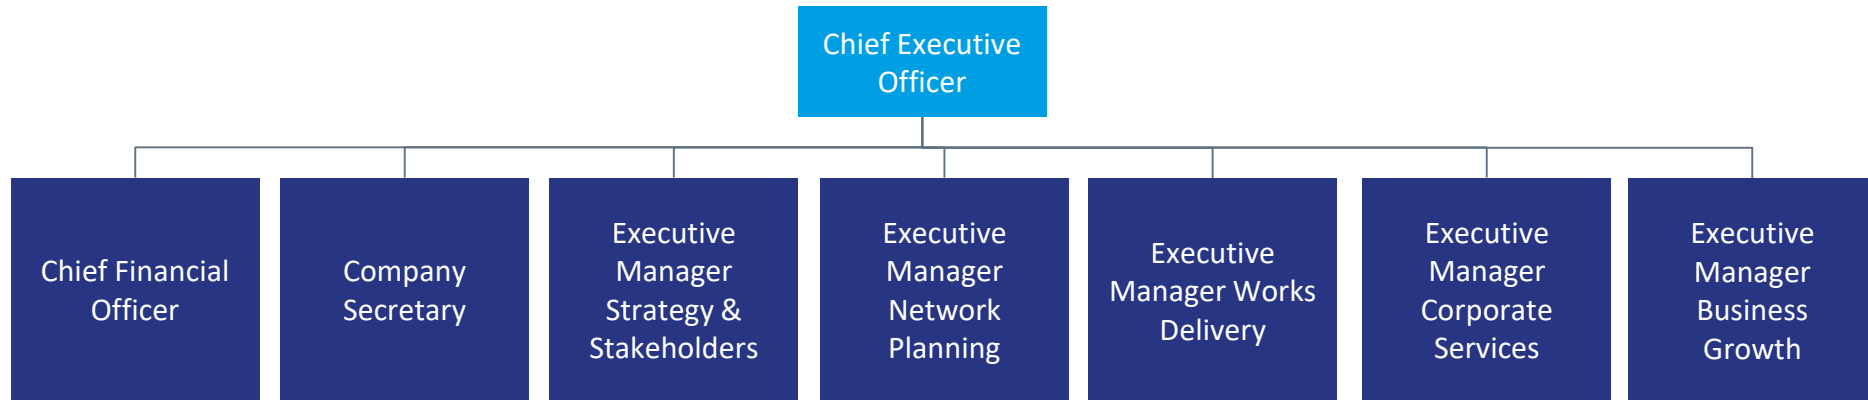 Chief Executive
Officer
Chief Financial
Officer
Company
Secretary
Executive
Manager
Strategy &
Stakeholders
Executive
Manager
Network
Planning
Executive
Manager Works
Delivery
Executive
Manager
Corporate
Services
Executive
Manager
Business
Growth